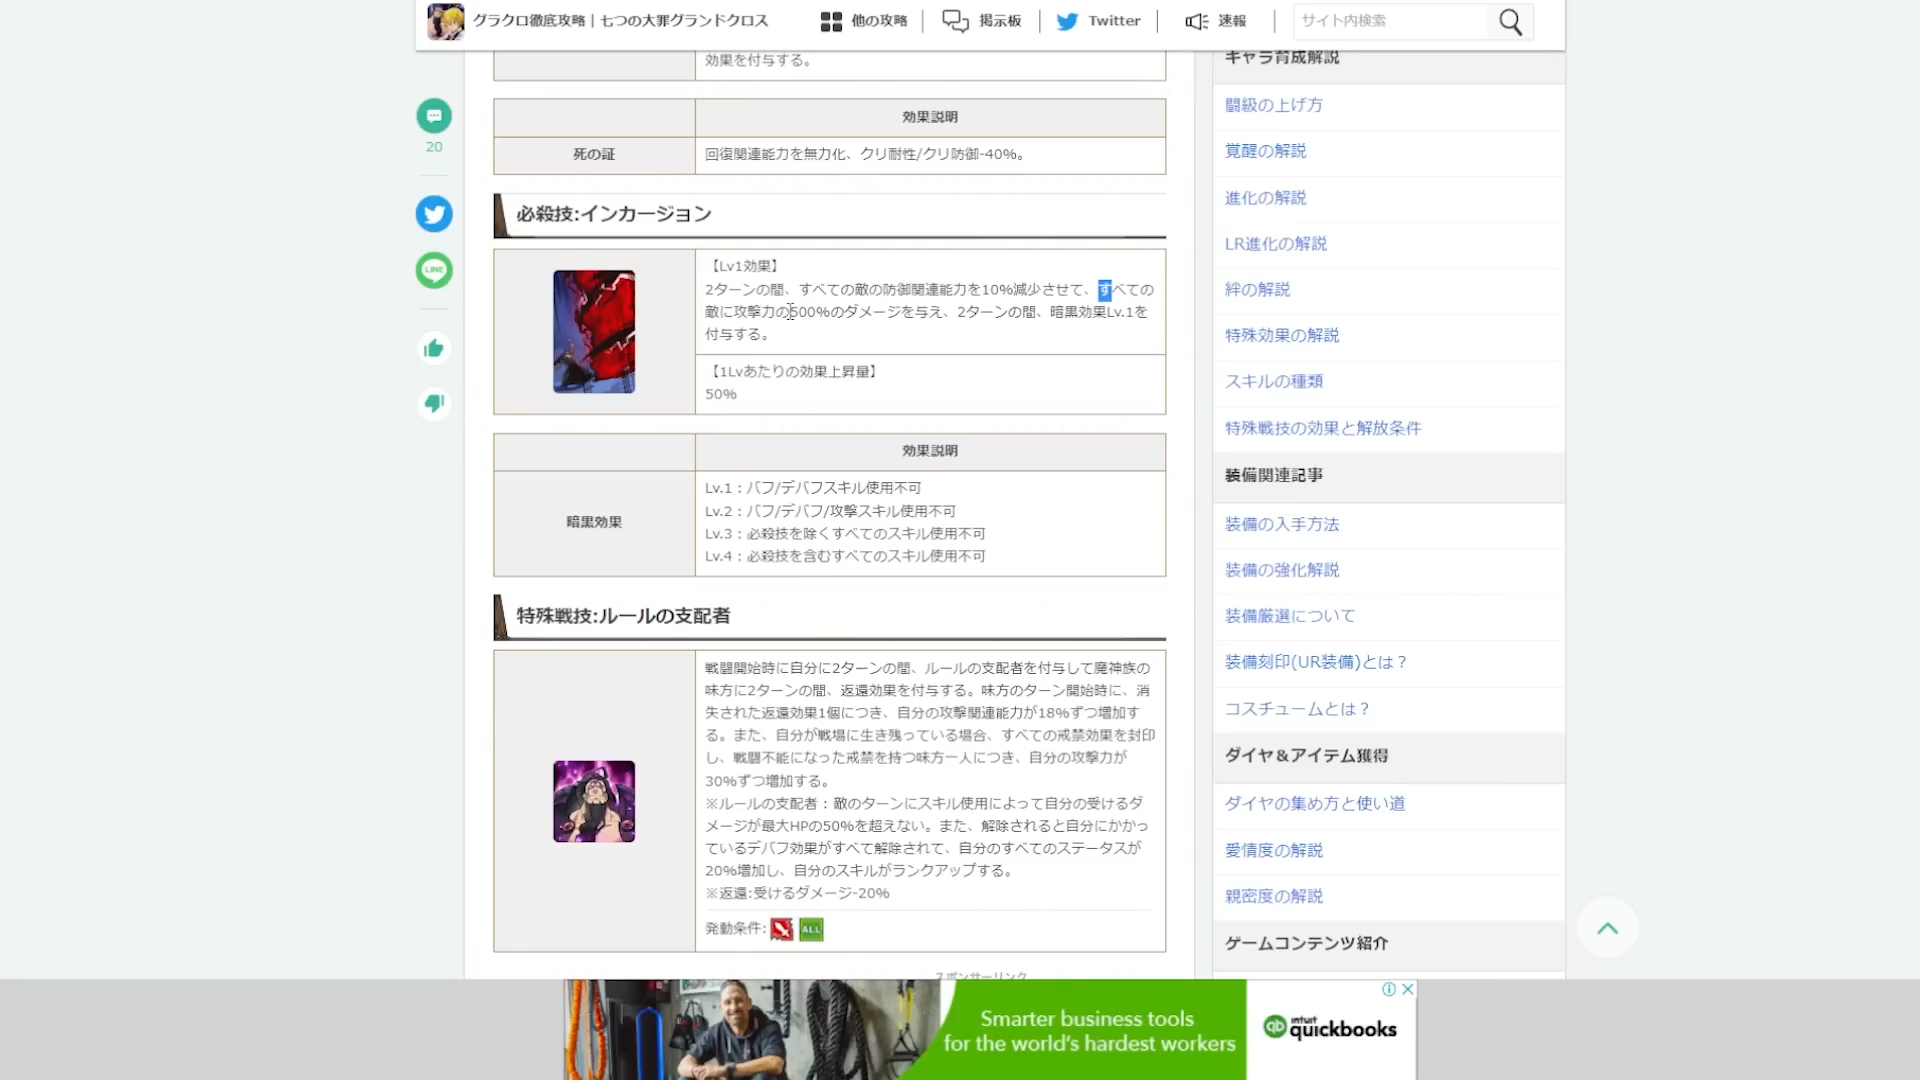 グラクロ徹底攻略｜七つの大罪グランドクロス
他の攻略
掲示板
Twitter
速報
サイト内検索
20
LINE
効果を付与する。
効果説明
死の証
回復関連能力を無力化、クリ耐性/クリ防御-40%。
必殺技:インカージョン
【Lv1効果】
2ターンの間、すべての敵の防御関連能力を10%減少させて、すべての
敵に攻撃力の500%のダメージを与え、2ターンの間、暗黒効果Lv.1を
付与する。
【1Lvあたりの効果上昇量】
50%
効果説明
暗黒効果
Lv.1：バフ/デバフスキル使用不可
Lv.2：バフ/デバフ/攻撃スキル使用不可
Lv.3：必殺技を除くすべてのスキル使用不可
Lv.4：必殺技を含むすべてのスキル使用不可
特殊戦技:ルールの支配者
戦闘開始時に自分に2ターンの間、ルールの支配者を付与して魔神族の
味方に2ターンの間、返還効果を付与する。味方のターン開始時に、消
失された返還効果1個につき、自分の攻撃関連能力が18%ずつ増加す
る。また、自分が戦場に生き残っている場合、すべての戒禁効果を封印
し、戦闘不能になった戒禁を持つ味方一人につき、自分の攻撃力が
30%ずつ増加する。
※ルールの支配者：敵のターンにスキル使用によって自分の受けるダ
メージが最大HPの50%を超えない。また、解除されると自分にかかっ
ているデバフ効果がすべて解除されて、自分のすべてのステータスが
20%増加し、自分のスキルがランクアップする。
※返還:受けるダメージ-20%
発動条件:
ALL
スポンサーリンク
キャラ育成解説
闘級の上げ方
覚醒の解説
進化の解説
LR進化の解説
絆の解説
特殊効果の解説
スキルの種類
特殊戦技の効果と解放条件
装備関連記事
装備の入手方法
装備の強化解説
装備厳選について
装備刻印(UR装備)とは？
コスチュームとは？
ダイヤ＆アイテム獲得
ダイヤの集め方と使い道
愛情度の解説
親密度の解説
ゲームコンテンツ紹介
Smarter business tools
for the world's hardest workers
intuit
quickbooks